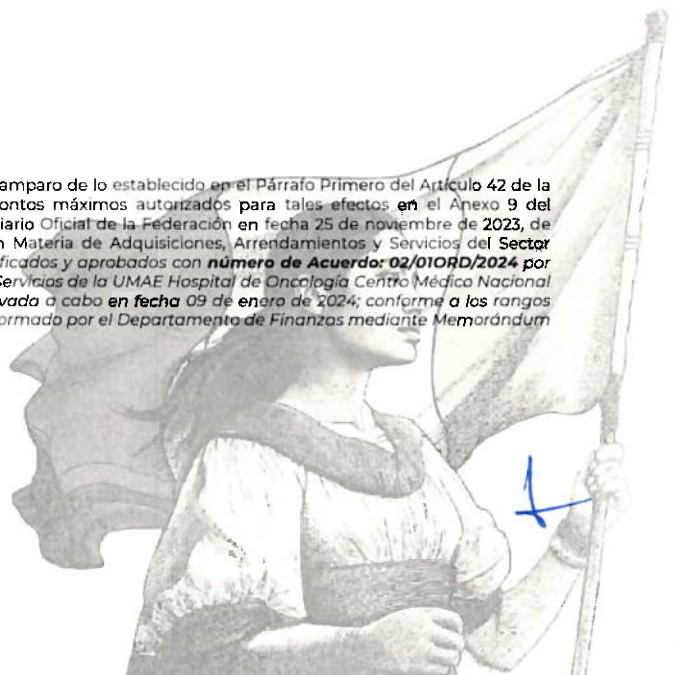 amparo de lo establecido en el Párrafo Primero del Artículo 42 de la
ontos máximos autorizados para tales efectos en el Anexo 9 del
iario Oficial de la Federación en fecha 25 de noviembre de 2023, de
n Materia de Adquisiciones, Arrendamientos y Servicios del Sector
ficados y aprobados con número de Acuerdo: 02/01ORD/2024 por
Servicios de la UMAE Hospital de Oncología Centro Médico Nacional
vada a cabo en fecha 09 de enero de 2024; conforme a los rangos
ormado por el Departamento de Finanzas mediante Memorándum